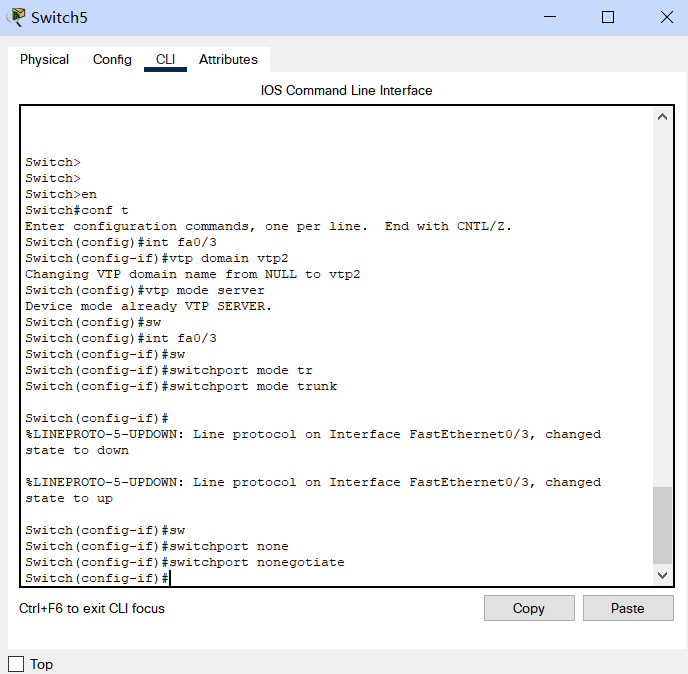 Switch5
Physical Config CLI Attributes
IOS Command Line Interface
Switch>
Switch>
Switch>en
Switch#conf t
Enter configuration commands, one per line.  End with CNTL/Z.
Switch(config)#int fa0/3
Switch(config-if)#vtp domain vtp2
Changing VTP domain name from NULL to vtp2
Switch(config)#vtp mode server
Device mode already VTP SERVER.
Switch(config)#sw
Switch(config)#int fa0/3
Switch(config-if)#sw
Switch(config-if)#switchport mode tr
Switch(config-if)#switchport mode trunk
Switch(config-if)#
%LINEPROTO-5-UPDOWN: Line protocol on Interface FastEthernet0/3, changed
state to down
%LINEPROTO-5-UPDOWN: Line protocol on Interface FastEthernet0/3, changed
state to up
Switch(config-if)#sw
Switch(config-if)#switchport none
Switch(config-if)#switchport nonegotiate
Switch(config-if)#
Ctrl+F6 to exit CLI focus
Copy Paste
Top